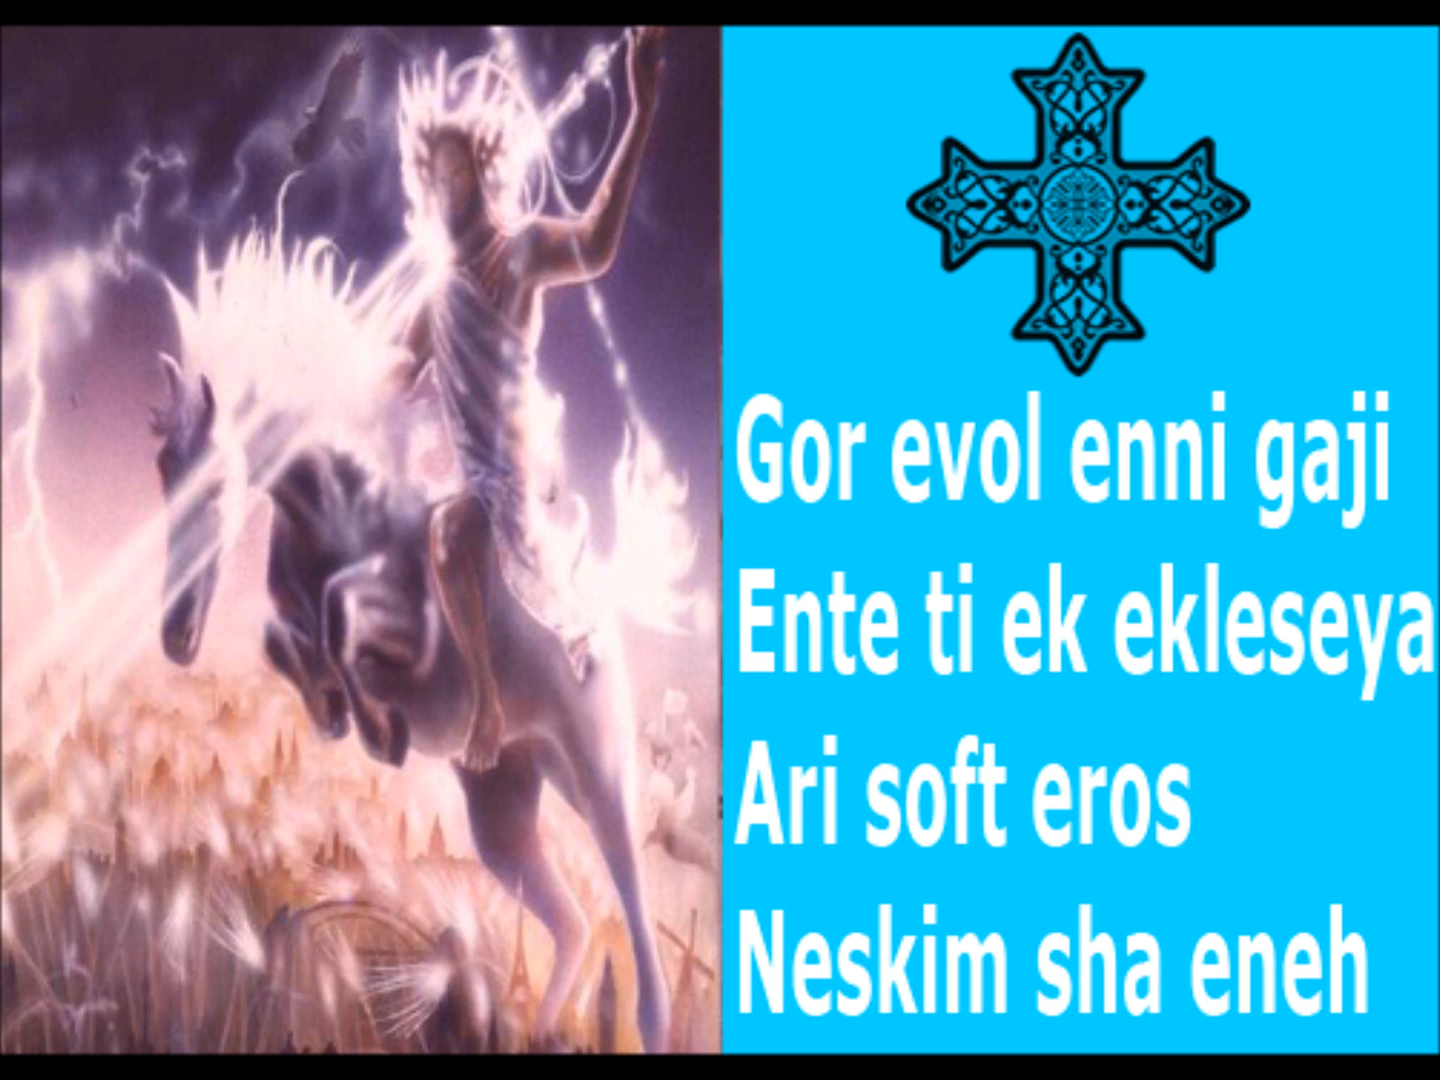 Gor evol enni gaji
Ente ti ek ekleseya
Ari soft eros
Neskim sha eneh